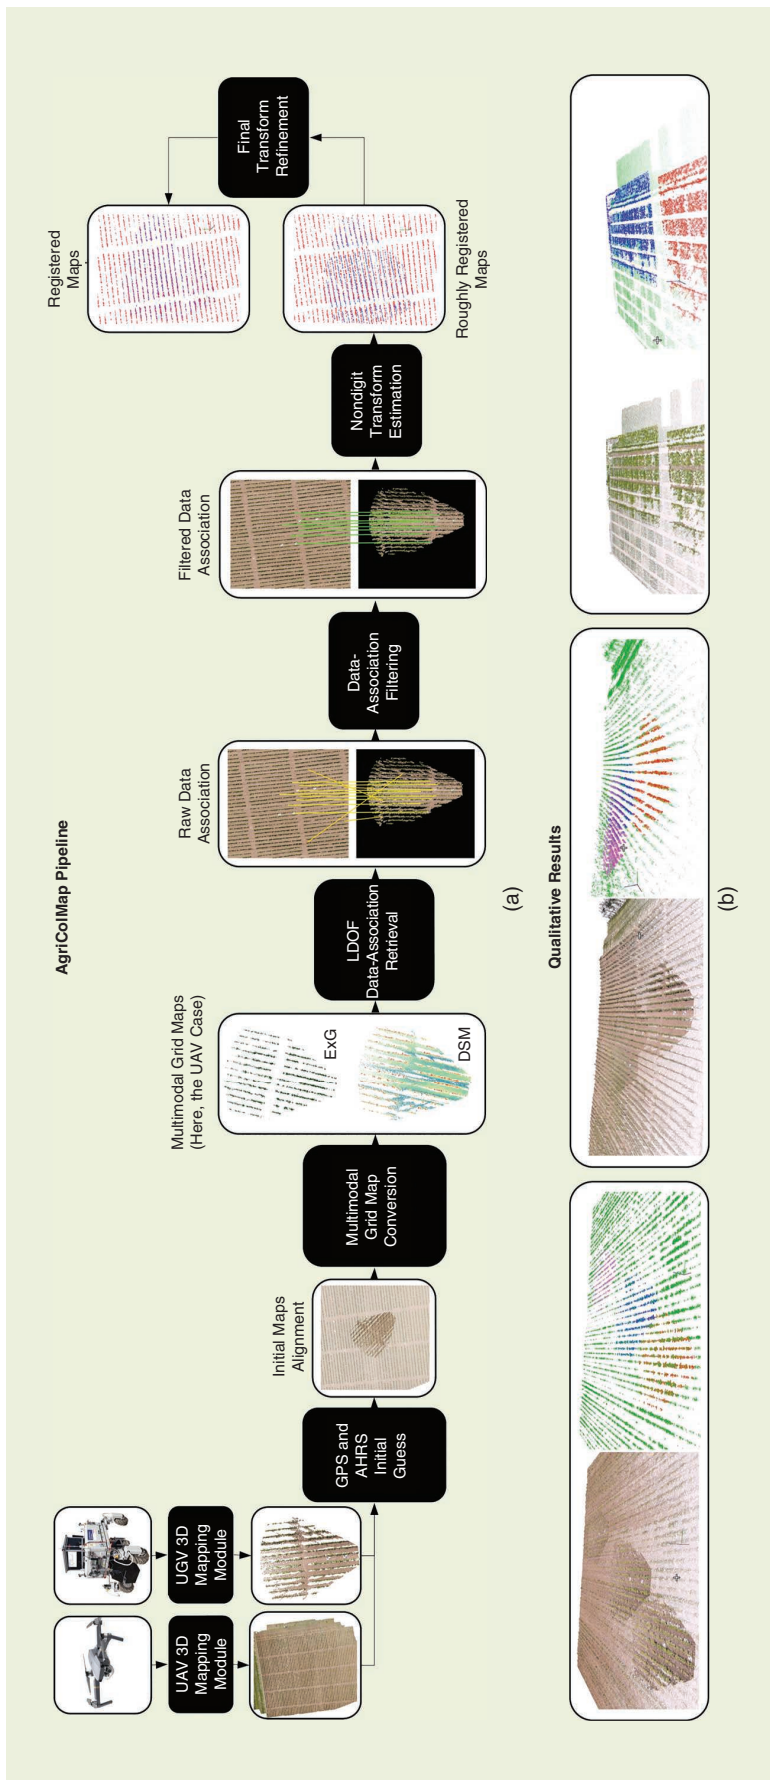 AgriColMap Pipeline
UAV 3D
Mapping
Module
UGV 3D
Mapping
Module
GPS and
AHRS
Initial
Guess
Initial Maps
Alignment
Multimodal
Grid Map
Conversion
Multimodal Grid Maps
(Here, the UAV Case)
ExG
DSM
LDOF
Data-Association
Retrieval
Raw Data
Association
Data-
Association
Filtering
Filtered Data
Association
Nondigit
Transform
Estimation
Roughly Registered
Maps
Final
Transform
Refinement
Registered
Maps
(a)
Qualitative Results
(b)